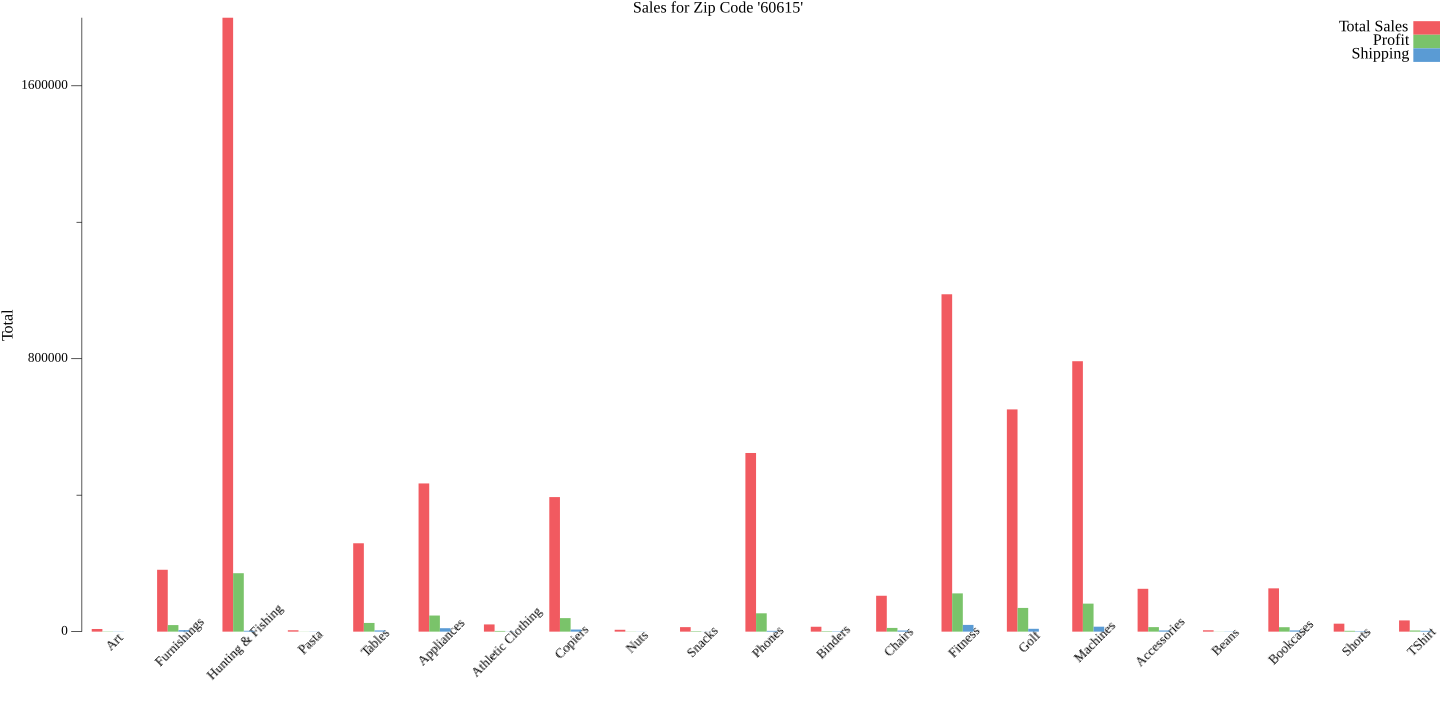 Sales for Zip Code '60615'
Total Sales
Profit
Shipping
1600000
800000
0
Total
Art
Furnishings
Hunting & Fishing
Pasta
Tables
Appliances
Athletic Clothing
Copiers
Nuts
Snacks
Phones
Binders
Chairs
Fitness
Golf
Machines
Accessories
Beans
Bookcases
Shorts
TShirt